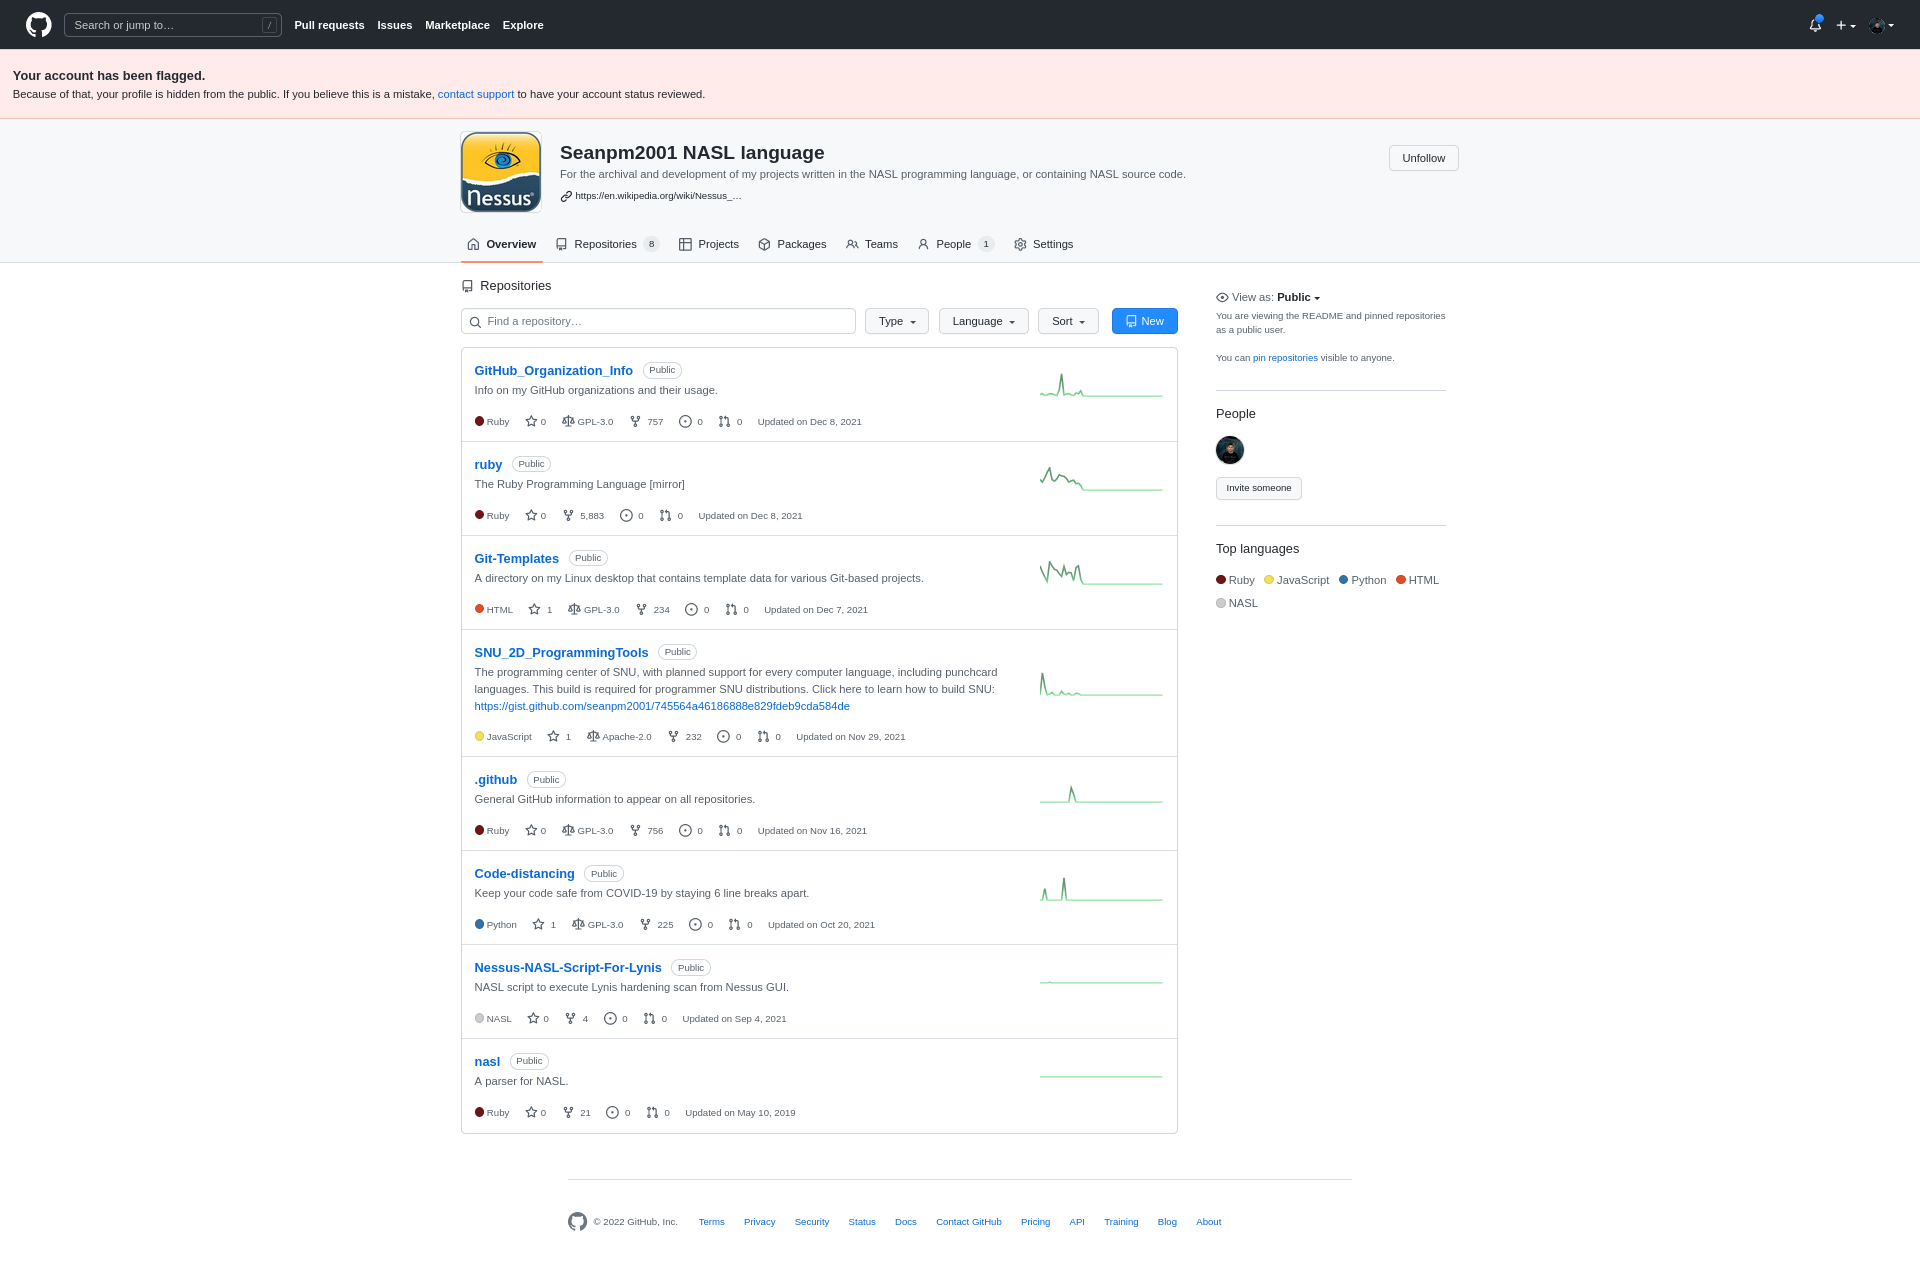 Search or jump to…
/
Pull requests Issues Marketplace Explore
Your account has been flagged.
Because of that, your profile is hidden from the public. If you believe this is a mistake, contact support to have your account status reviewed.
nessus
Seanpm2001 NASL language
For the archival and development of my projects written in the NASL programming language, or containing NASL source code.
https://en.wikipedia.org/wiki/Nessus_…
Unfollow
Overview Repositories 8 Projects Packages Teams People 1 Settings
Repositories
Find a repository…
Type Language Sort New
GitHub_Organization_Info Public
Info on my GitHub organizations and their usage.
Ruby 0 GPL-3.0 757 0 0 Updated on Dec 8, 2021
ruby Public
The Ruby Programming Language [mirror]
Ruby 0 5,883 0 0 Updated on Dec 8, 2021
Git-Templates Public
A directory on my Linux desktop that contains template data for various Git-based projects.
HTML 1 GPL-3.0 234 0 0 Updated on Dec 7, 2021
SNU_2D_ProgrammingTools Public
The programming center of SNU, with planned support for every computer language, including punchcard
languages. This build is required for programmer SNU distributions. Click here to learn how to build SNU:
https://gist.github.com/seanpm2001/745564a46186888e829fdeb9cda584de
JavaScript 1 Apache-2.0 232 0 0 Updated on Nov 29, 2021
.github Public
General GitHub information to appear on all repositories.
Ruby 0 GPL-3.0 756 0 0 Updated on Nov 16, 2021
Code-distancing Public
Keep your code safe from COVID-19 by staying 6 line breaks apart.
Python 1 GPL-3.0 225 0 0 Updated on Oct 20, 2021
Nessus-NASL-Script-For-Lynis Public
NASL script to execute Lynis hardening scan from Nessus GUI.
NASL 0 4 0 0 Updated on Sep 4, 2021
nasl Public
A parser for NASL.
Ruby 0 21 0 0 Updated on May 10, 2019
View as: Public
You are viewing the README and pinned repositories
as a public user.
You can pin repositories visible to anyone.
People
Invite someone
Top languages
Ruby JavaScript Python HTML
NASL
© 2022 GitHub, Inc. Terms Privacy Security Status Docs Contact GitHub Pricing API Training Blog About